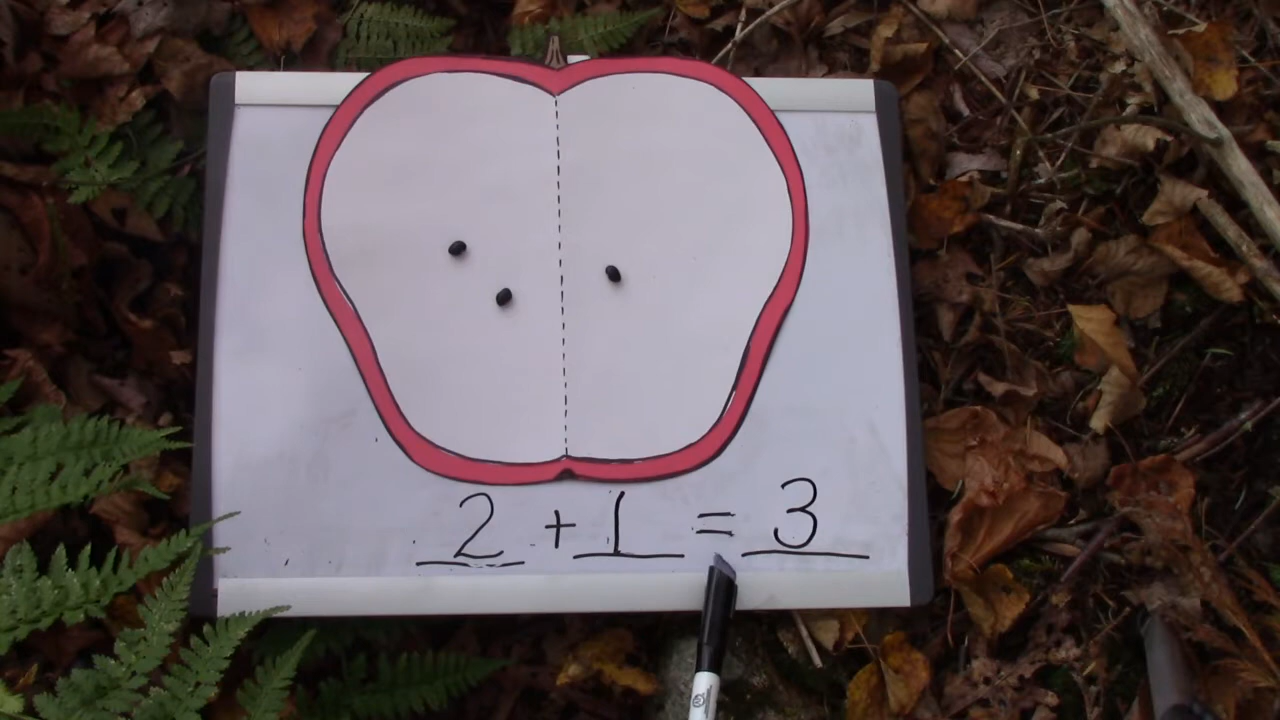 2 + 1 = 3